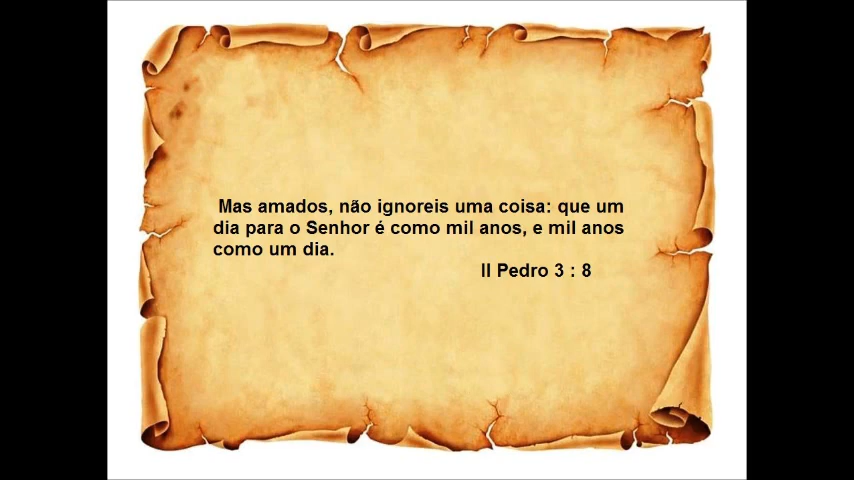 Mas amados, não ignoreis uma coisa: que um
dia para o Senhor é como mil anos, e mil anos
como um dia.
II Pedro 3 : 8